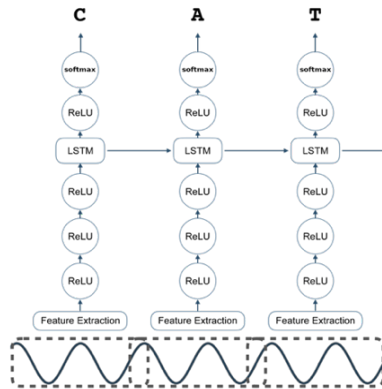 C A T
softmax softmax softmax
ReLU ReLU ReLU
LSTM LSTM LSTM
ReLU ReLU ReLU
ReLU ReLU ReLU
ReLU ReLU ReLU
Feature Extraction Feature Extraction Feature Extraction